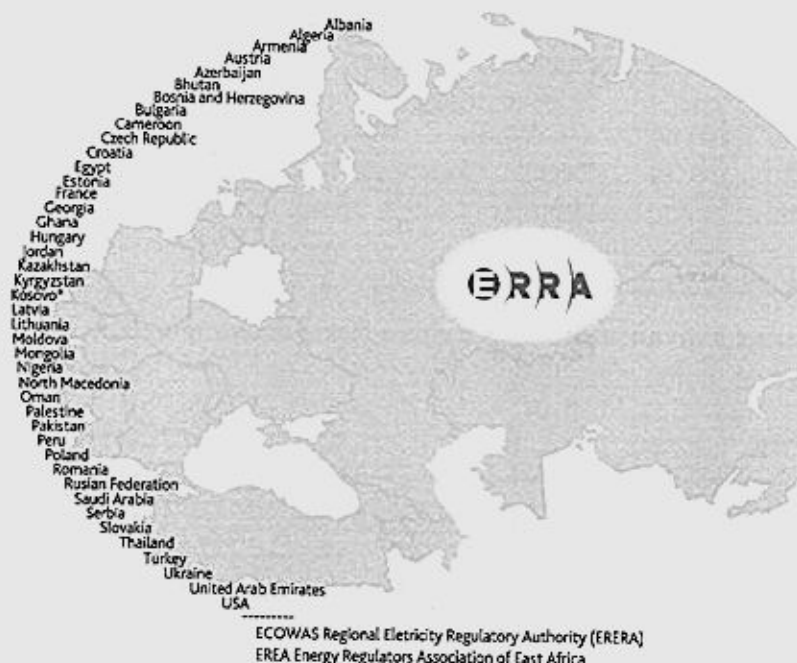 Albania
Algeria
Armenia
Austria
Azerbaijan
Bhutan
Bosnia and Herzegovina
Bulgaria
Cameroon
Czech Republic
Croatia
Egypt
Estonia
France
Georgia
Ghana
Hungary
Jordan
Kazakhstan
Kyrgyzstan
Kosovo*
Latvia
Lithuania
Moldova
Mongolia
Nigeria
North Macedonia
Oman
Palestine
Pakistan
Peru
Poland
Romania
Rusian Federation
Saudi Arabia
Serbia
Slovakia
Thailand
Turkey
Ukraine
United Arab Emirates
USA
ERRA
ECOWAS Regional Eletricity Regulatory Authority (ERERA)
EREA Energy Regulators Association of East Africa